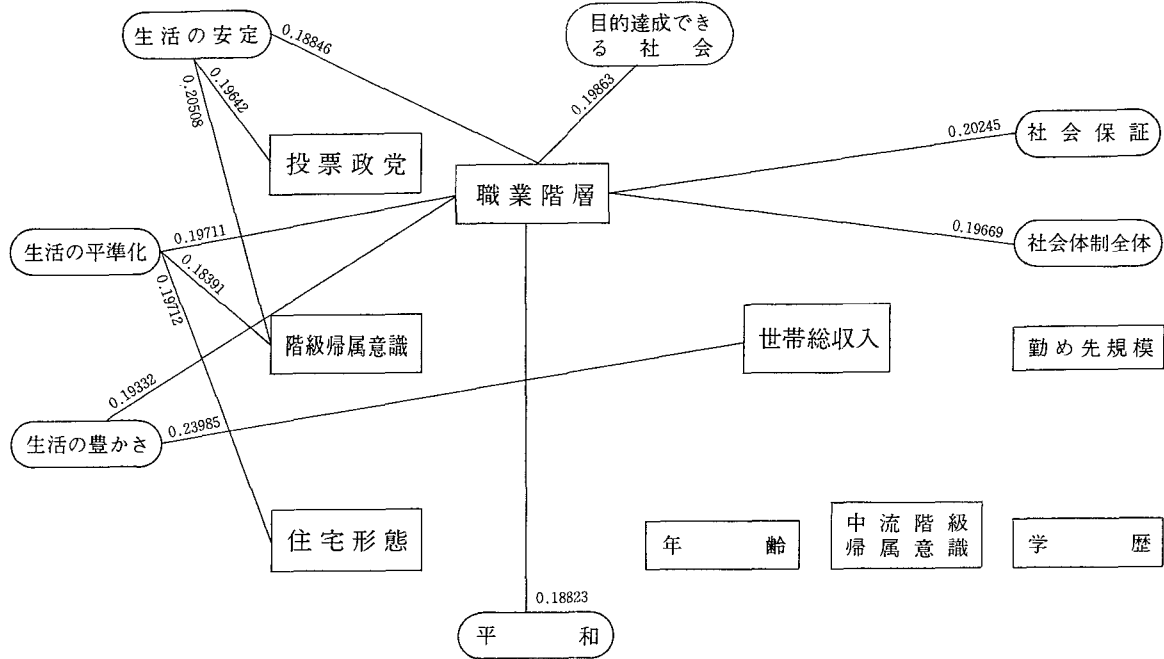 生活の安定
目的達成でき
る社会
0.18846
0.19642
0.20508
0.19863
投票政党
職業階層
0.20245
社会保証
0.19711
生活の平準化
0.18391
0.19712
0.19669
社会体制全体
階級帰属意識
世帯総収入
勤め先規模
0.19332
0.23985
生活の豊かさ
住宅形態
年齢
中流階級
帰属意識
学歴
0.18823
平和